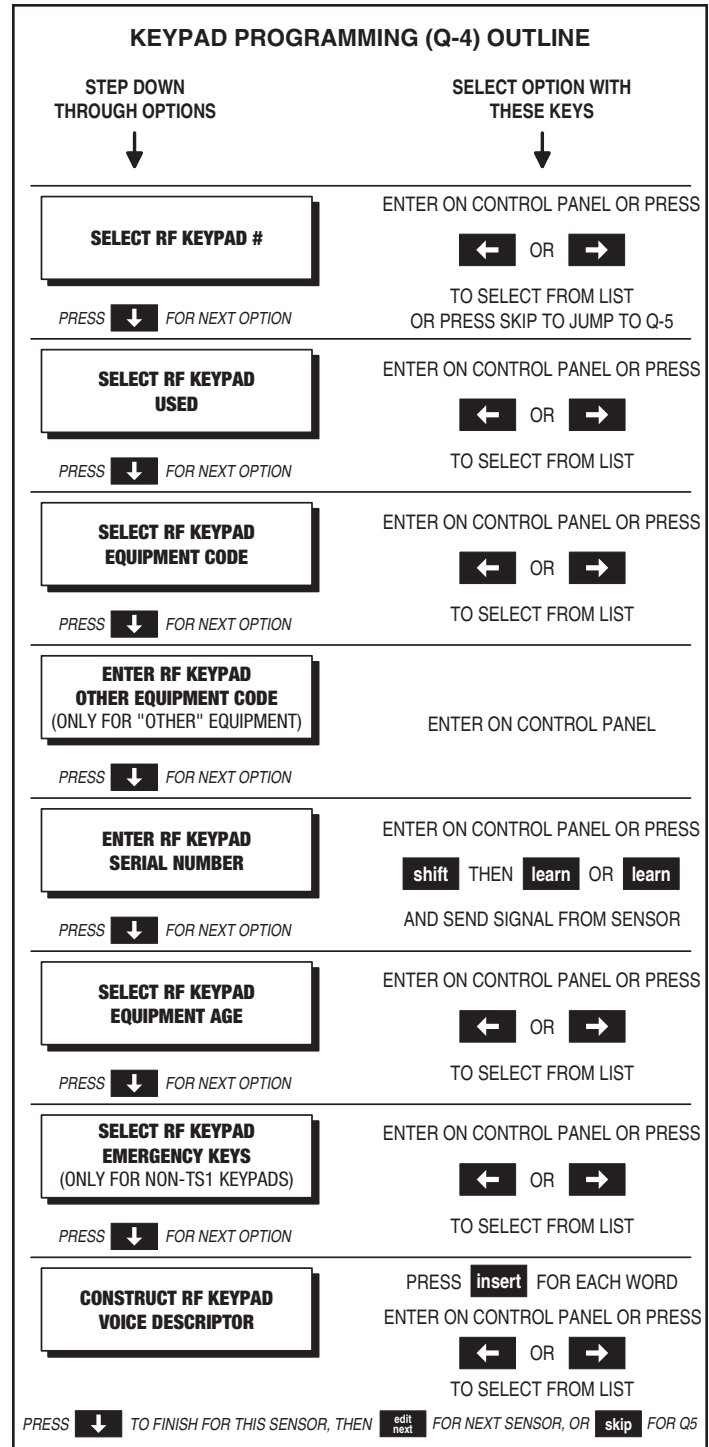 KEYPAD PROGRAMMING (Q-4) OUTLINE
STEP DOWN
THROUGH OPTIONS
SELECT OPTION WITH
THESE KEYS
SELECT RF KEYPAD #
PRESS ↓ FOR NEXT OPTION
ENTER ON CONTROL PANEL OR PRESS
← OR →
TO SELECT FROM LIST
OR PRESS SKIP TO JUMP TO Q-5
SELECT RF KEYPAD
USED
PRESS ↓ FOR NEXT OPTION
ENTER ON CONTROL PANEL OR PRESS
← OR →
TO SELECT FROM LIST
SELECT RF KEYPAD
EQUIPMENT CODE
PRESS ↓ FOR NEXT OPTION
ENTER ON CONTROL PANEL OR PRESS
← OR →
TO SELECT FROM LIST
ENTER RF KEYPAD
OTHER EQUIPMENT CODE
(ONLY FOR "OTHER" EQUIPMENT)
PRESS ↓ FOR NEXT OPTION
ENTER ON CONTROL PANEL
ENTER RF KEYPAD
SERIAL NUMBER
PRESS ↓ FOR NEXT OPTION
ENTER ON CONTROL PANEL OR PRESS
shift THEN learn OR learn
AND SEND SIGNAL FROM SENSOR
SELECT RF KEYPAD
EQUIPMENT AGE
PRESS ↓ FOR NEXT OPTION
ENTER ON CONTROL PANEL OR PRESS
← OR →
TO SELECT FROM LIST
SELECT RF KEYPAD
EMERGENCY KEYS
(ONLY FOR NON-TS1 KEYPADS)
PRESS ↓ FOR NEXT OPTION
ENTER ON CONTROL PANEL OR PRESS
← OR →
TO SELECT FROM LIST
CONSTRUCT RF KEYPAD
VOICE DESCRIPTOR
PRESS insert FOR EACH WORD
ENTER ON CONTROL PANEL OR PRESS
← OR →
TO SELECT FROM LIST
PRESS ↓ TO FINISH FOR THIS SENSOR, THEN edit next FOR NEXT SENSOR, OR skip FOR Q5